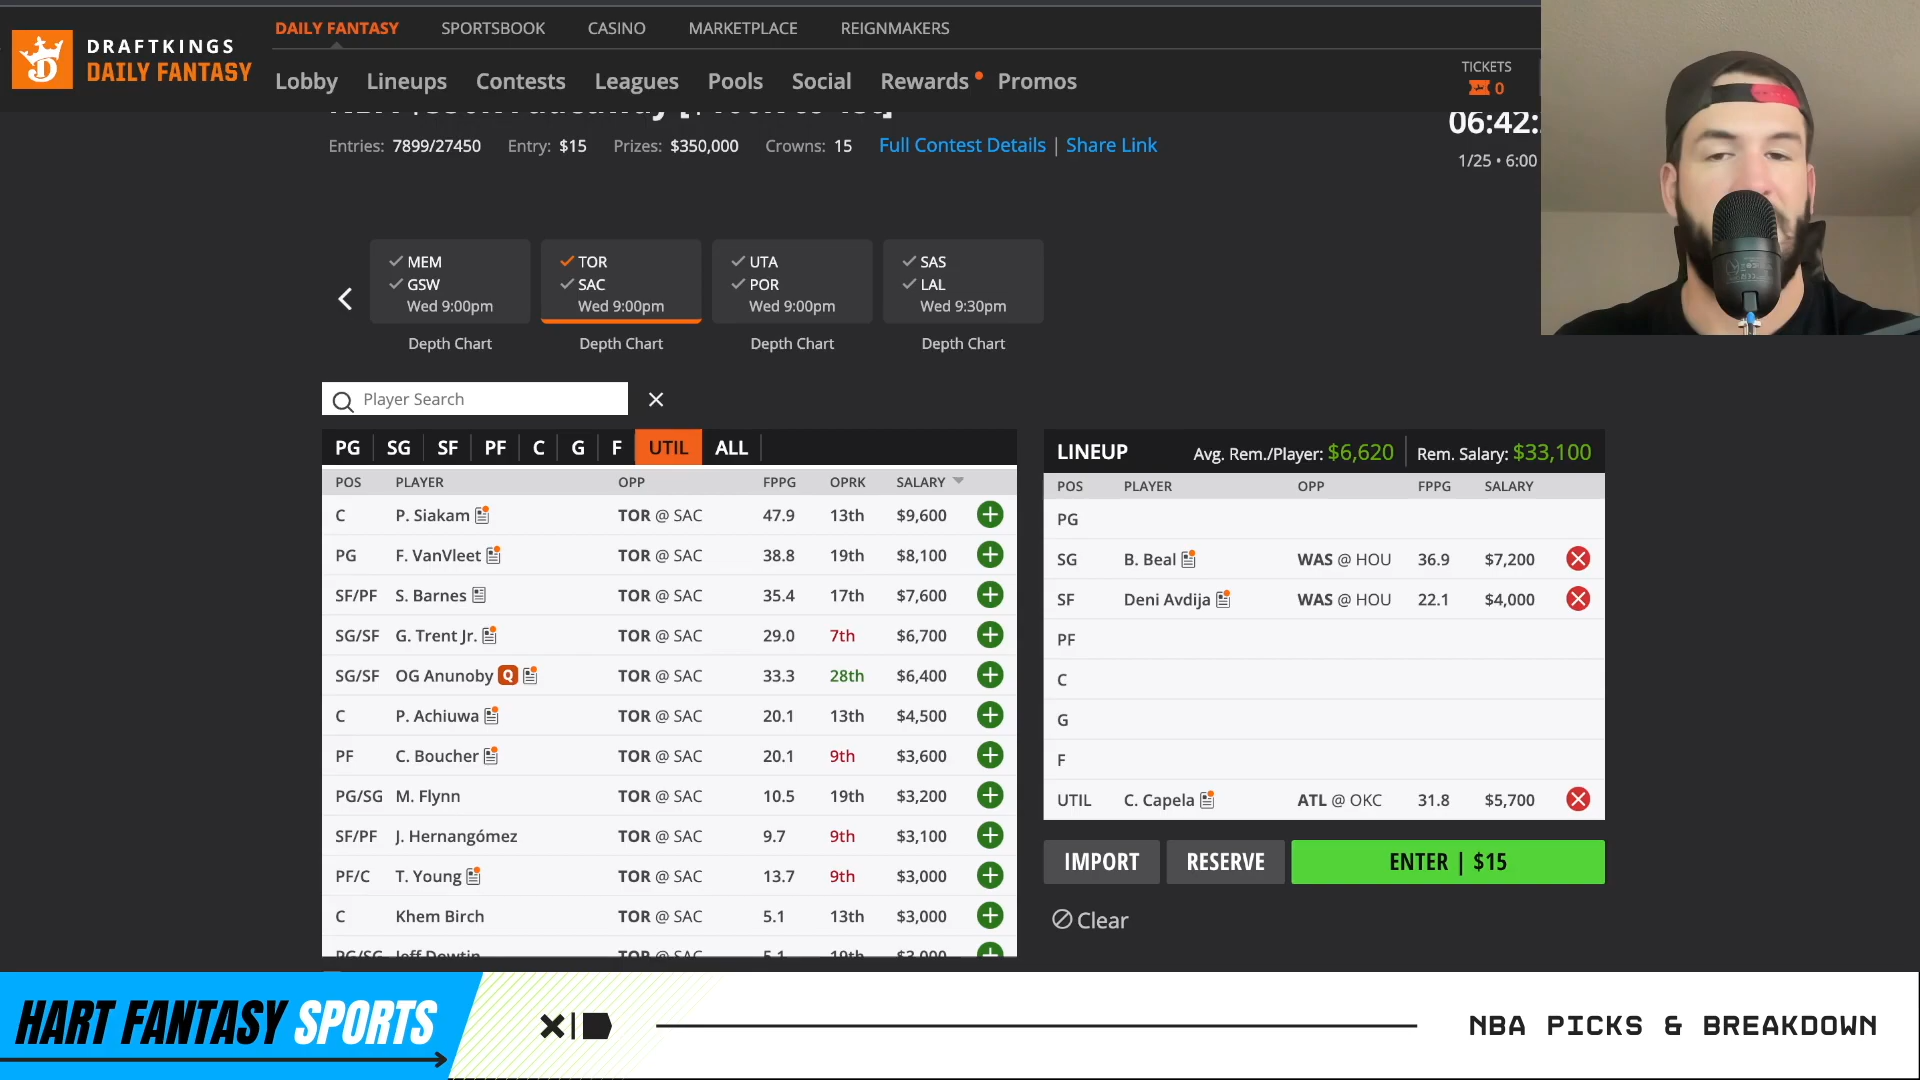 DRAFTKINGS
DAILY FANTASY
DAILY FANTASY SPORTSBOOK CASINO MARKETPLACE REIGNMAKERS
Lobby Lineups Contests Leagues Pools Social Rewards Promos
TICKETS
0
Entries: 7899/27450 Entry: $15 Prizes: $350,000 Crowns: 15 Full Contest Details | Share Link
06:42:
1/25 • 6:00
MEM
GSW
Wed 9:00pm
Depth Chart
TOR
SAC
Wed 9:00pm
Depth Chart
UTA
POR
Wed 9:00pm
Depth Chart
SAS
LAL
Wed 9:30pm
Depth Chart
Player Search
PG SG SF PF C G F UTIL ALL
POS PLAYER OPP FPPG OPRK SALARY
C P. Siakam TOR @ SAC 47.9 13th $9,600
PG F. VanVleet TOR @ SAC 38.8 19th $8,100
SF/PF S. Barnes TOR @ SAC 35.4 17th $7,600
SG/SF G. Trent Jr. TOR @ SAC 29.0 7th $6,700
SG/SF OG Anunoby Q TOR @ SAC 33.3 28th $6,400
C P. Achiuwa TOR @ SAC 20.1 13th $4,500
PF C. Boucher TOR @ SAC 20.1 9th $3,600
PG/SG M. Flynn TOR @ SAC 10.5 19th $3,200
SF/PF J. Hernangómez TOR @ SAC 9.7 9th $3,100
PF/C T. Young TOR @ SAC 13.7 9th $3,000
C Khem Birch TOR @ SAC 5.1 13th $3,000
PG/SG Jeff Dowtin TOR @ SAC 5.1 19th $3,000
LINEUP Avg. Rem./Player: $6,620 Rem. Salary: $33,100
POS PLAYER OPP FPPG SALARY
PG
SG B. Beal WAS @ HOU 36.9 $7,200
SF Deni Avdija WAS @ HOU 22.1 $4,000
PF
C
G
F
UTIL C. Capela ATL @ OKC 31.8 $5,700
IMPORT RESERVE ENTER | $15
Clear
HART FANTASY SPORTS
NBA PICKS & BREAKDOWN